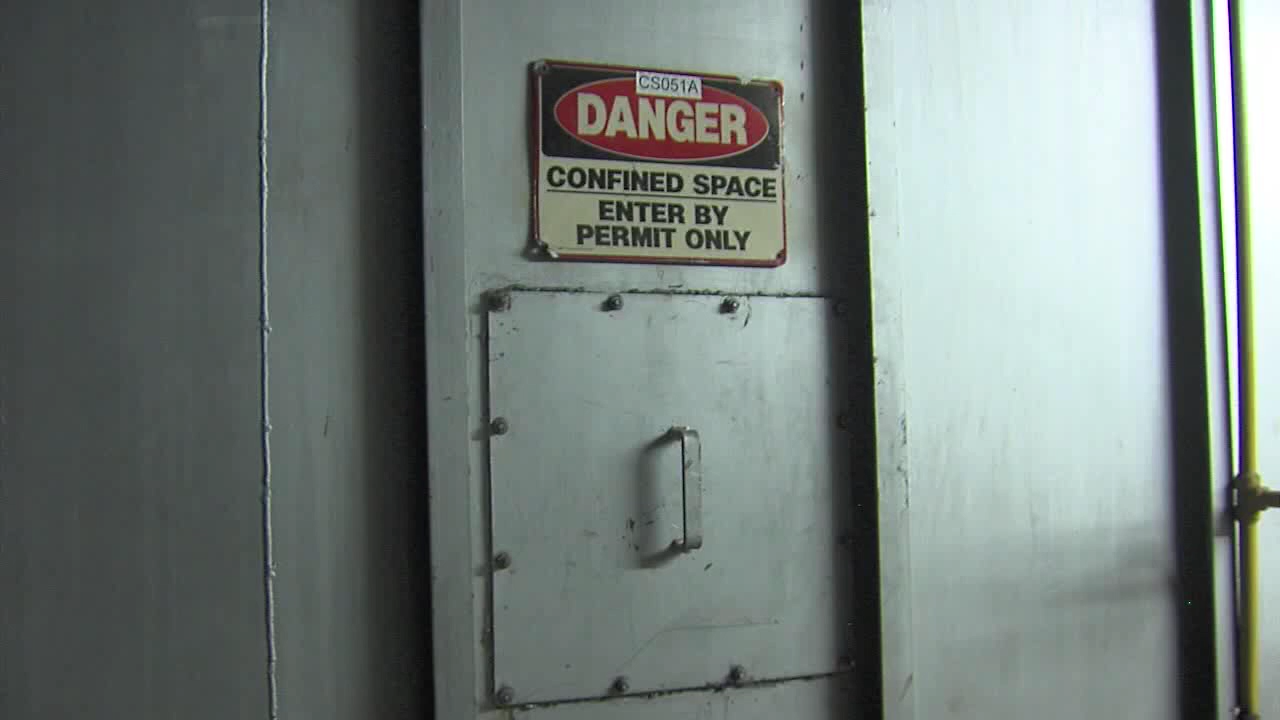 CS051A
DANGER
CONFINED SPACE
ENTER BY
PERMIT ONLY